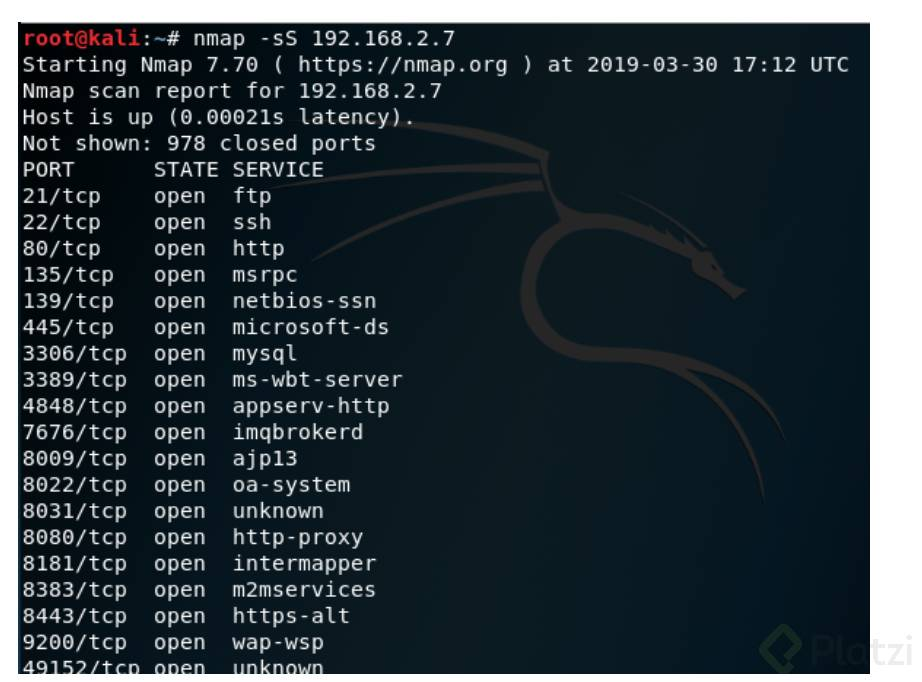 root@kali:~# nmap -sS 192.168.2.7
Starting Nmap 7.70 ( https://nmap.org ) at 2019-03-30 17:12 UTC
Nmap scan report for 192.168.2.7
Host is up (0.00021s latency).
Not shown: 978 closed ports
PORT      STATE SERVICE
21/tcp    open  ftp
22/tcp    open  ssh
80/tcp    open  http
135/tcp   open  msrpc
139/tcp   open  netbios-ssn
445/tcp   open  microsoft-ds
3306/tcp  open  mysql
3389/tcp  open  ms-wbt-server
4848/tcp  open  appserv-http
7676/tcp  open  imqbrokerd
8009/tcp  open  ajp13
8022/tcp  open  oa-system
8031/tcp  open  unknown
8080/tcp  open  http-proxy
8181/tcp  open  intermapper
8383/tcp  open  m2mservices
8443/tcp  open  https-alt
9200/tcp  open  wap-wsp
49152/tcp open  unknown
Platzi